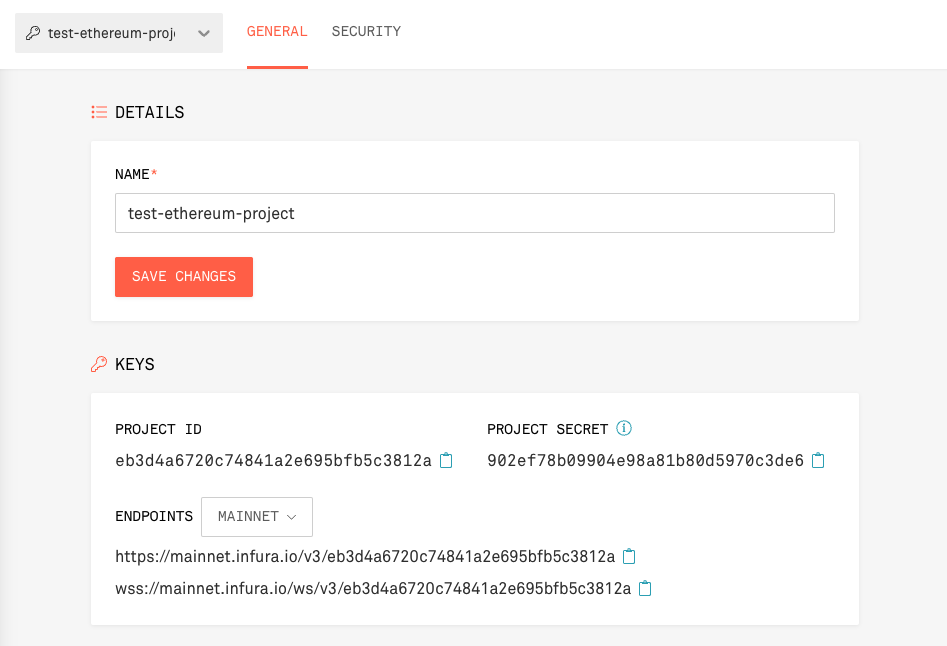 test-ethereum-proj
GENERAL
SECURITY
DETAILS
NAME*
test-ethereum-project
SAVE CHANGES
KEYS
PROJECT ID
PROJECT SECRET
eb3d4a6720c74841a2e695bfb5c3812a
902ef78b09904e98a81b80d5970c3de6
ENDPOINTS
MAINNET
https://mainnet.infura.io/v3/eb3d4a6720c74841a2e695bfb5c3812a
wss://mainnet.infura.io/ws/v3/eb3d4a6720c74841a2e695bfb5c3812a